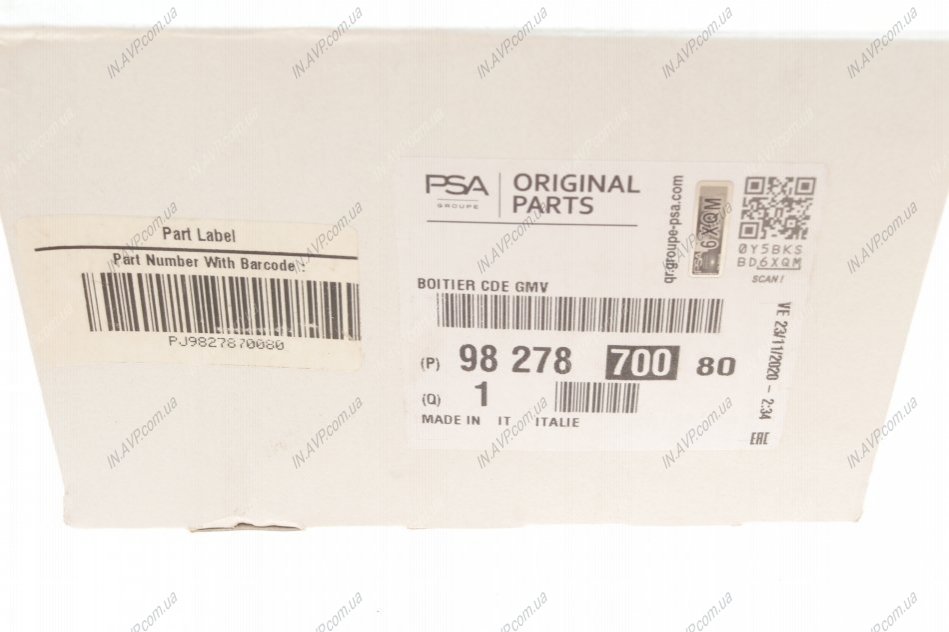 Part Label
Part Number With Barcode :
PJ9827870080
PSA
GROUPE
ORIGINAL
PARTS
qr.groupe-psa.com
6XQM
0Y5BKS
BD6XQM
SCAN !
BOITIER CDE GMV
(P) 98 278 700 80
(Q) 1
MADE IN IT ITALIE
VE 23/11/2020 - 2:34
EAC
IN.AVP.com.ua